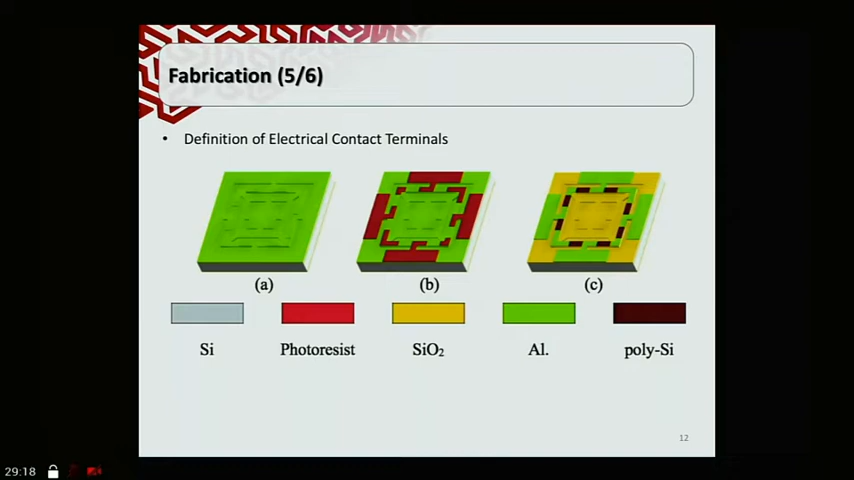 Fabrication (5/6)
• Definition of Electrical Contact Terminals
(a) (b) (c)
Si Photoresist SiO₂ Al. poly-Si
12
29:18